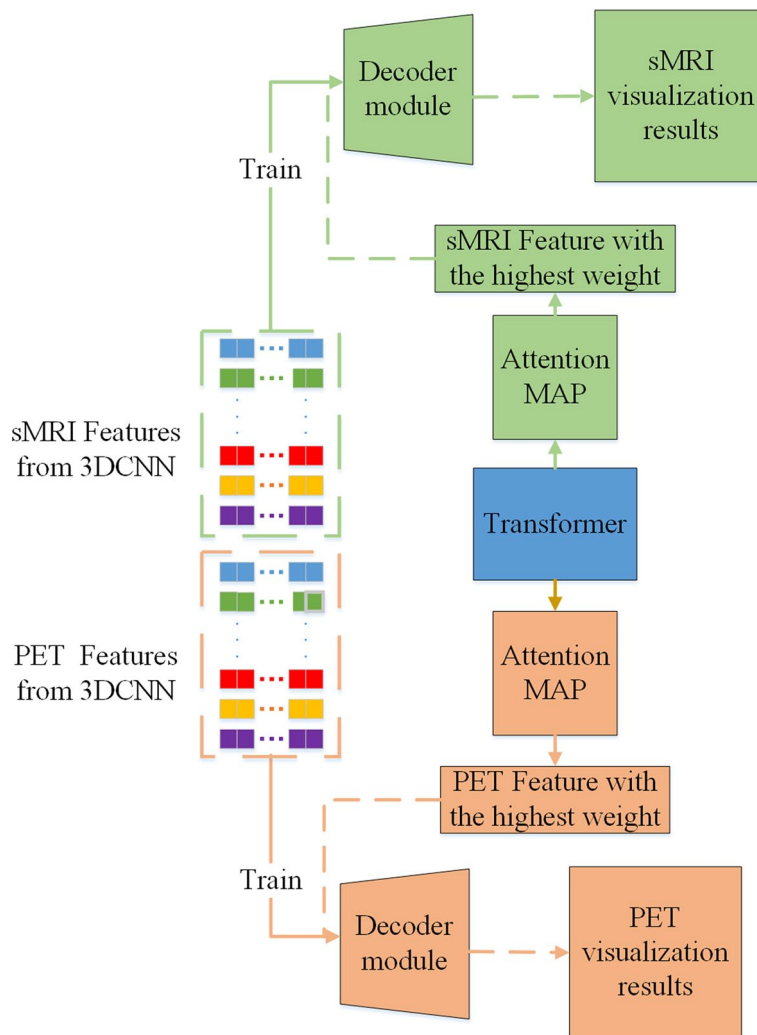 Decoder
module
sMRI
visualization
results
Train
sMRI Feature with
the highest weight
Attention
MAP
sMRI Features
from 3DCNN
Transformer
PET Features
from 3DCNN
Attention
MAP
PET Feature with
the highest weight
Train
Decoder
module
PET
visualization
results